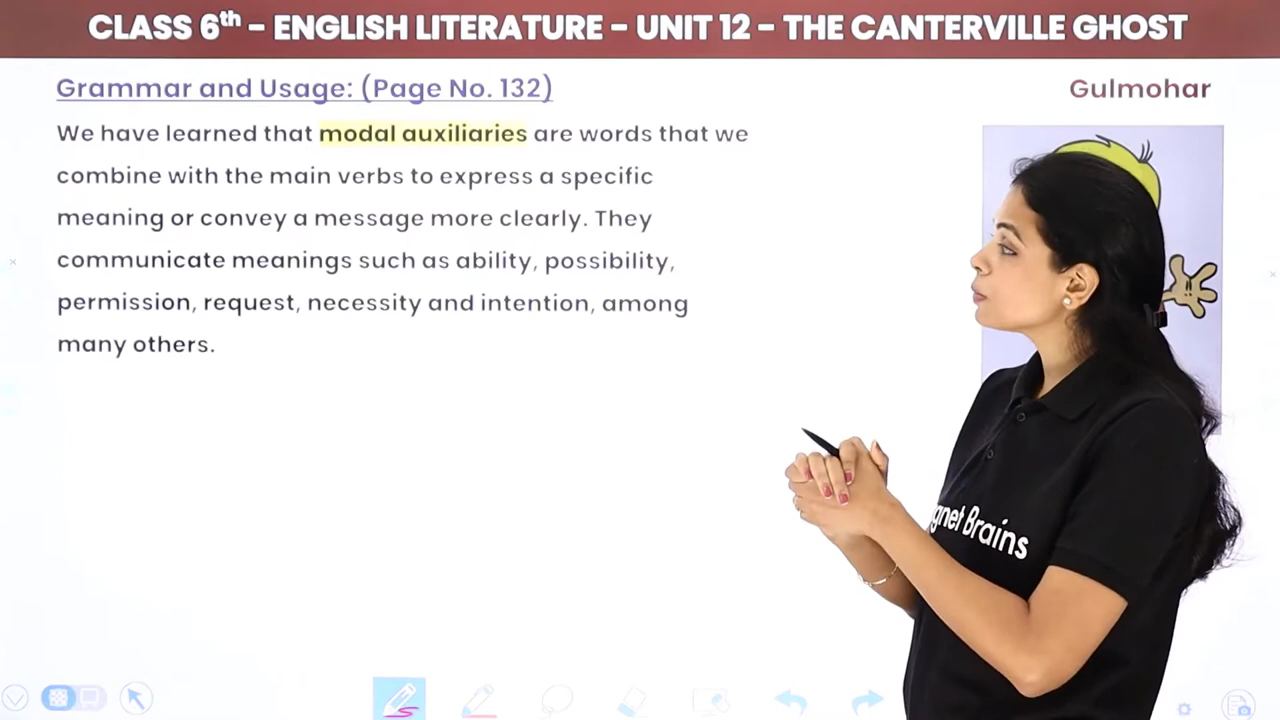 CLASS 6th - ENGLISH LITERATURE - UNIT 12 - THE CANTERVILLE GHOST
Grammar and Usage: (Page No. 132)
Gulmohar
We have learned that modal auxiliaries are words that we
combine with the main verbs to express a specific
meaning or convey a message more clearly. They
communicate meanings such as ability, possibility,
permission, request, necessity and intention, among
many others.
gnet Brains